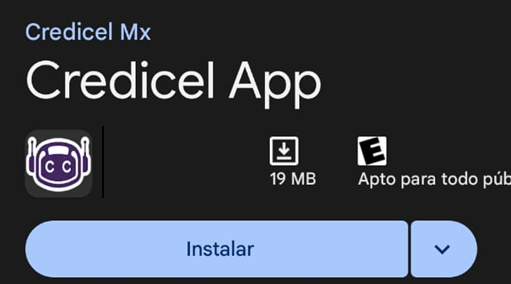 Credicel Mx
Credicel App
C C
E
19 MB
Apto para todo púb
Instalar